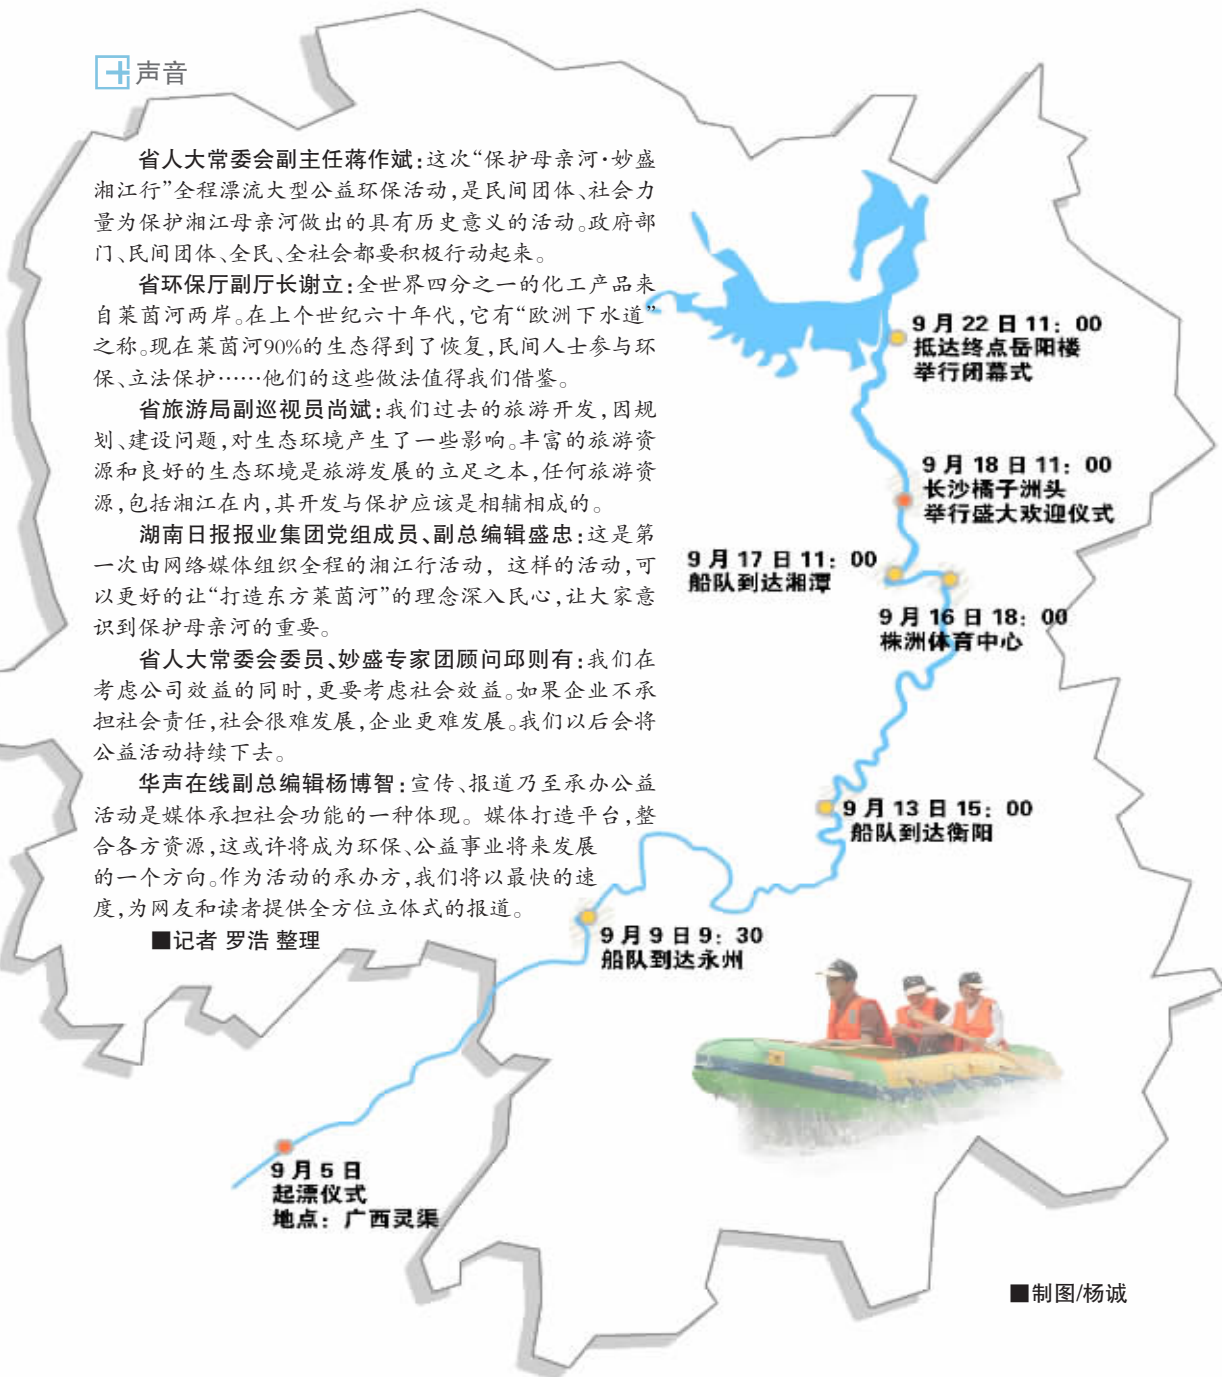 声音
省人大常委会副主任蒋作斌：这次“保护母亲河·妙盛
湘江行”全程漂流大型公益环保活动，是民间团体、社会力
量为保护湘江母亲河做出的具有历史意义的活动。政府部
门、民间团体、全民、全社会都要积极行动起来。
省环保厅副厅长谢立：全世界四分之一的化工产品来
自莱茵河两岸。在上个世纪六十年代，它有“欧洲下水道”
之称。现在莱茵河90%的生态得到了恢复，民间人士参与环
保、立法保护……他们的这些做法值得我们借鉴。
省旅游局副巡视员尚斌：我们过去的旅游开发，因规
划、建设问题，对生态环境产生了一些影响。丰富的旅游资
源和良好的生态环境是旅游发展的立足之本，任何旅游资
源，包括湘江在内，其开发与保护应该是相辅相成的。
湖南日报报业集团党组成员、副总编辑盛忠：这是第
一次由网络媒体组织全程的湘江行活动，这样的活动，可
以更好的让“打造东方莱茵河”的理念深入民心，让大家意
识到保护母亲河的重要。
省人大常委会委员、妙盛专家团顾问邱则有：我们在
考虑公司效益的同时，更要考虑社会效益。如果企业不承
担社会责任，社会很难发展，企业更难发展。我们以后会将
公益活动持续下去。
华声在线副总编辑杨博智：宣传、报道乃至承办公益
活动是媒体承担社会功能的一种体现。媒体打造平台，整
合各方资源，这或许将成为环保、公益事业将来发展
的一个方向。作为活动的承办方，我们将以最快的速
度，为网友和读者提供全方位立体式的报道。
■记者 罗浩 整理
9月22日11：00
抵达终点岳阳楼
举行闭幕式
9月18日11：00
长沙橘子洲头
举行盛大欢迎仪式
9月17日11：00
船队到达湘潭
9月16日18：00
株洲体育中心
9月13日15：00
船队到达衡阳
9月9日9：30
船队到达永州
9月5日
起漂仪式
地点：广西灵渠
■制图/杨诚